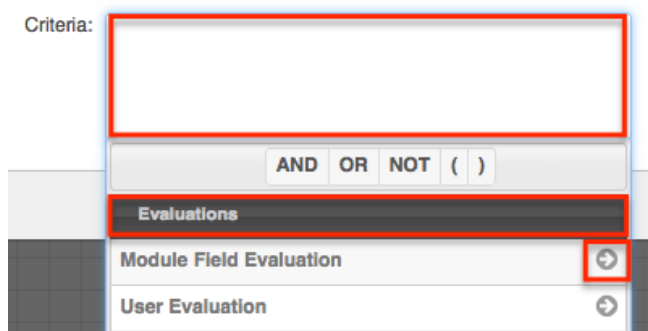 Criteria:
AND OR NOT ( )
Evaluations
Module Field Evaluation
User Evaluation